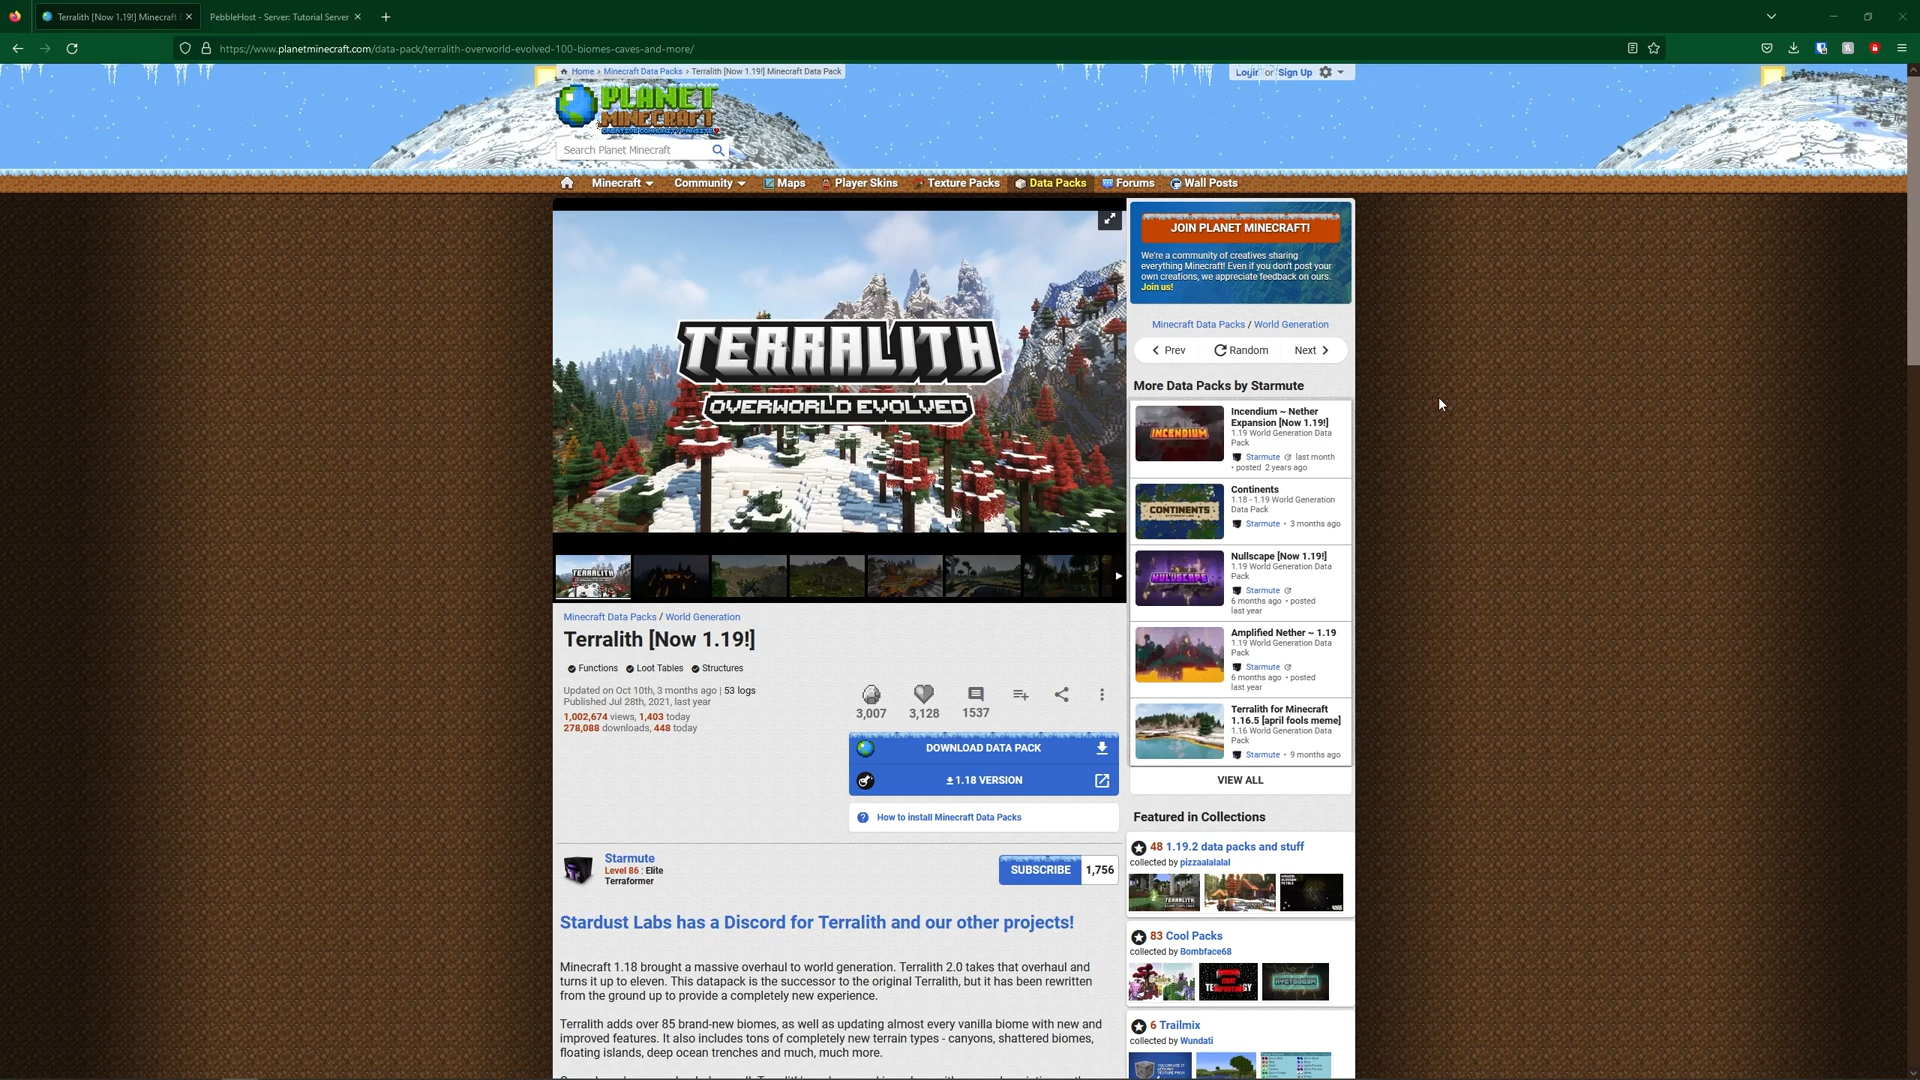 Terralith [Now 1.19!] Minecraft
PebbleHost - Server: Tutorial Server
https://www.planetminecraft.com/data-pack/terralith-overworld-evolved-100-biomes-caves-and-more/
Home > Minecraft Data Packs > Terralith [Now 1.19!] Minecraft Data Pack
Login or Sign Up
PLANET
MINECRAFT
CREATIVE COMMUNITY FANSITE
Search Planet Minecraft
Minecraft
Community
Maps
Player Skins
Texture Packs
Data Packs
Forums
Wall Posts
TERRALITH
OVERWORLD EVOLVED
Minecraft Data Packs / World Generation
Terralith [Now 1.19!]
Functions Loot Tables Structures
Updated on Oct 10th, 3 months ago | 53 logs
Published Jul 28th, 2021, last year
1,002,674 views, 1,403 today
278,088 downloads, 448 today
3,007
3,128
1537
DOWNLOAD DATA PACK
1.18 VERSION
How to install Minecraft Data Packs
Starmute
Level 86 : Elite
Terraformer
SUBSCRIBE 1,756
Stardust Labs has a Discord for Terralith and our other projects!
Minecraft 1.18 brought a massive overhaul to world generation. Terralith 2.0 takes that overhaul and
turns it up to eleven. This datapack is the successor to the original Terralith, but it has been rewritten
from the ground up to provide a completely new experience.
Terralith adds over 85 brand-new biomes, as well as updating almost every vanilla biome with new and
improved features. It also includes tons of completely new terrain types - canyons, shattered biomes,
floating islands, deep ocean trenches and much, much more.
JOIN PLANET MINECRAFT!
We're a community of creatives sharing
everything Minecraft! Even if you don't post your
own creations, we appreciate feedback on ours.
Join us!
Minecraft Data Packs / World Generation
Prev
Random
Next
More Data Packs by Starmute
INCENDIUM
Incendium ~ Nether
Expansion [Now 1.19!]
1.19 World Generation Data
Pack
Starmute last month
• posted 2 years ago
CONTINENTS
Continents
1.18 - 1.19 World Generation
Data Pack
Starmute • 3 months ago
NULLSCAPE
Nullscape [Now 1.19!]
1.19 World Generation Data
Pack
Starmute
6 months ago • posted
last year
Amplified Nether ~ 1.19
1.19 World Generation Data
Pack
Starmute
6 months ago • posted
last year
Terralith for Minecraft
1.16.5 [april fools meme]
1.16 World Generation Data
Pack
Starmute • 9 months ago
VIEW ALL
Featured in Collections
48 1.19.2 data packs and stuff
collected by pizzaalalalal
83 Cool Packs
collected by Bombface68
6 Trailmix
collected by Wundati